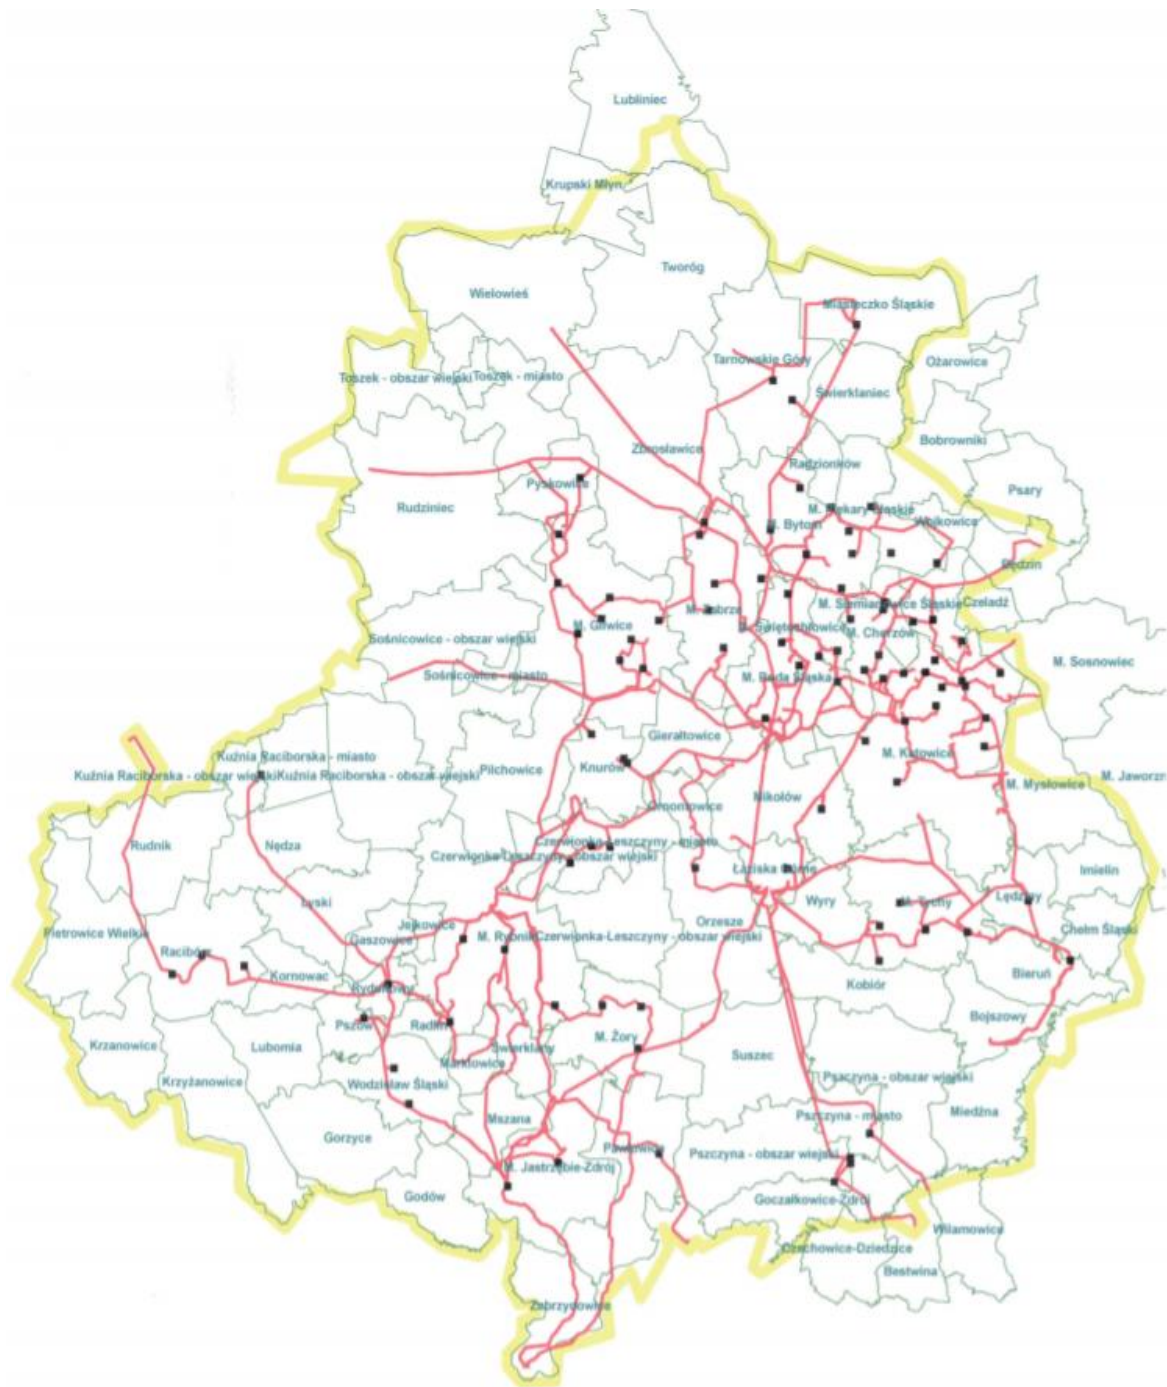 Lubliniec
Krupski Młyn
Tworóg
Wielowieś
Miasteczko Śląskie
Ożarowice
Tarnowskie Góry
Toszek - obszar wiejski
Toszek - miasto
Świerklaniec
Bobrowniki
Zbrosławice
Radzionków
Pyskowice
Psary
Rudziniec
M. Piekary Śląskie
Wojkowice
M. Bytom
Będzin
M. Zabrze
M. Siemianowice Śląskie
Czeladź
M. Gliwice
M. Świętochłowice
M. Chorzów
Sośnicowice - obszar wiejski
M. Sosnowiec
Sośnicowice - miasto
M. Ruda Śląska
Gierałtowice
M. Katowice
Kuźnia Raciborska - miasto
Kuźnia Raciborska - obszar wiejski
Kuźnia Raciborska - obszar wiejski
Pilchowice
Knurów
M. Jaworzn
M. Mysłowice
Nikołów
Ornontowice
Rudnik
Nędza
Czerwionka-Leszczyny - miasto
Czerwionka-Leszczyny - obszar wiejski
Łaziska Górne
Imielin
Lyski
Wyry
M. Tychy
Lędziny
Orzesze
Jejkowice
Pietrowice Wielkie
M. Rybnik
Czerwionka-Leszczyny - obszar wiejski
Chełm Śląski
Gaszowice
Racibórz
Kornowac
Bieruń
Kobiór
Rydułtowy
Bojszowy
Pszów
Radlin
M. Żory
Krzanowice
Lubomia
Świerklany
Suszec
Marklowice
Krzyżanowice
Wodzisław Śląski
Psaczyna - obszar wiejski
Miedźna
Mszana
Pszczyna - miasto
Gorzyce
Pawłowice
Pszczyna - obszar wiejski
M. Jastrzębie-Zdrój
Godów
Goczałkowice-Zdrój
Wilamowice
Czechowice-Dziedzice
Bestwina
Zebrzydowice